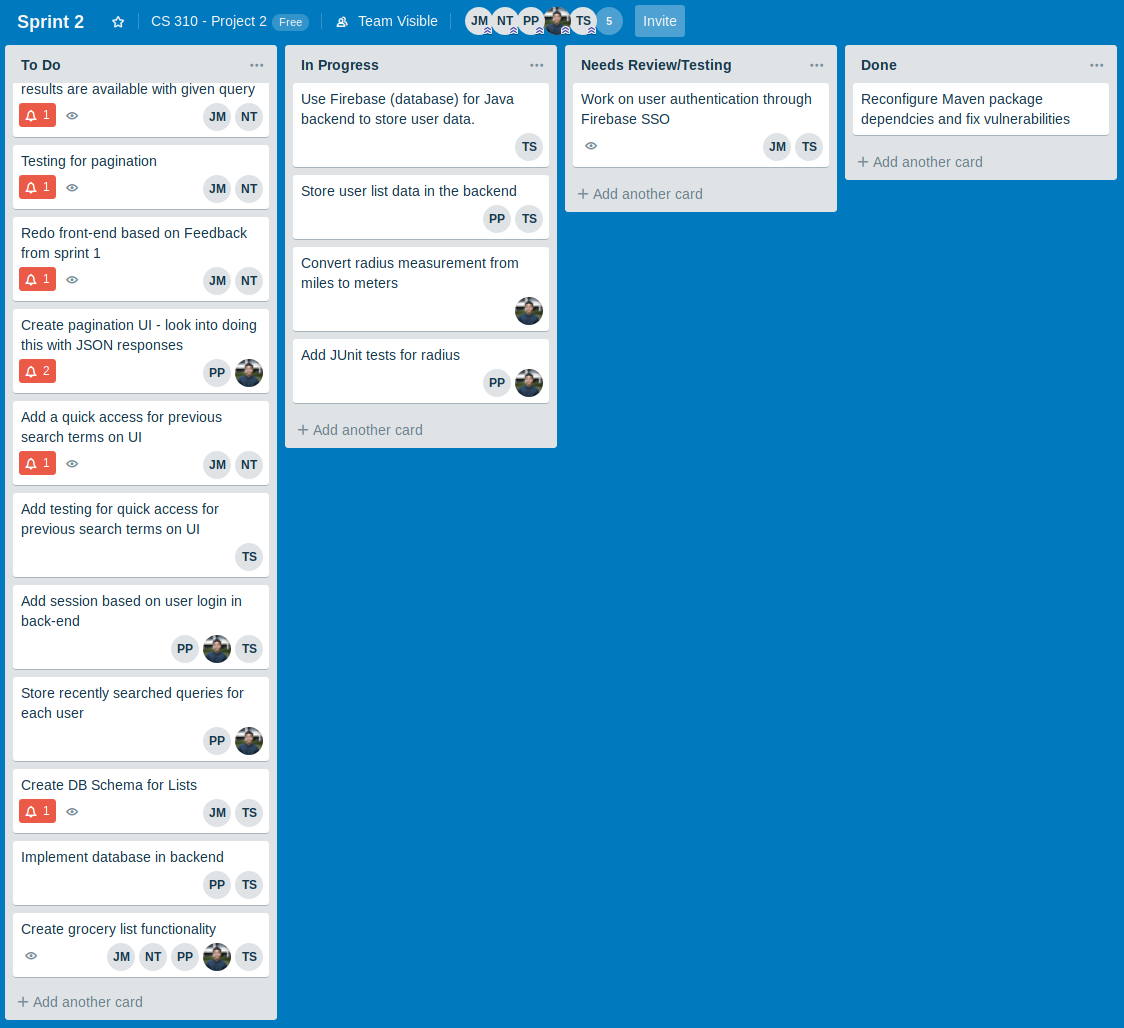 Sprint 2
CS 310 - Project 2 Free
Team Visible
JM NT PP TS 5
Invite
To Do
results are available with given query
1
JM NT
Testing for pagination
1
JM NT
Redo front-end based on Feedback
from sprint 1
1
JM NT
Create pagination UI - look into doing
this with JSON responses
2
PP
Add a quick access for previous
search terms on UI
1
JM NT
Add testing for quick access for
previous search terms on UI
TS
Add session based on user login in
back-end
PP TS
Store recently searched queries for
each user
PP
Create DB Schema for Lists
1
JM TS
Implement database in backend
PP TS
Create grocery list functionality
JM NT PP TS
+ Add another card
In Progress
Use Firebase (database) for Java
backend to store user data.
TS
Store user list data in the backend
PP TS
Convert radius measurement from
miles to meters
Add JUnit tests for radius
PP
+ Add another card
Needs Review/Testing
Work on user authentication through
Firebase SSO
JM TS
+ Add another card
Done
Reconfigure Maven package
dependcies and fix vulnerabilities
+ Add another card